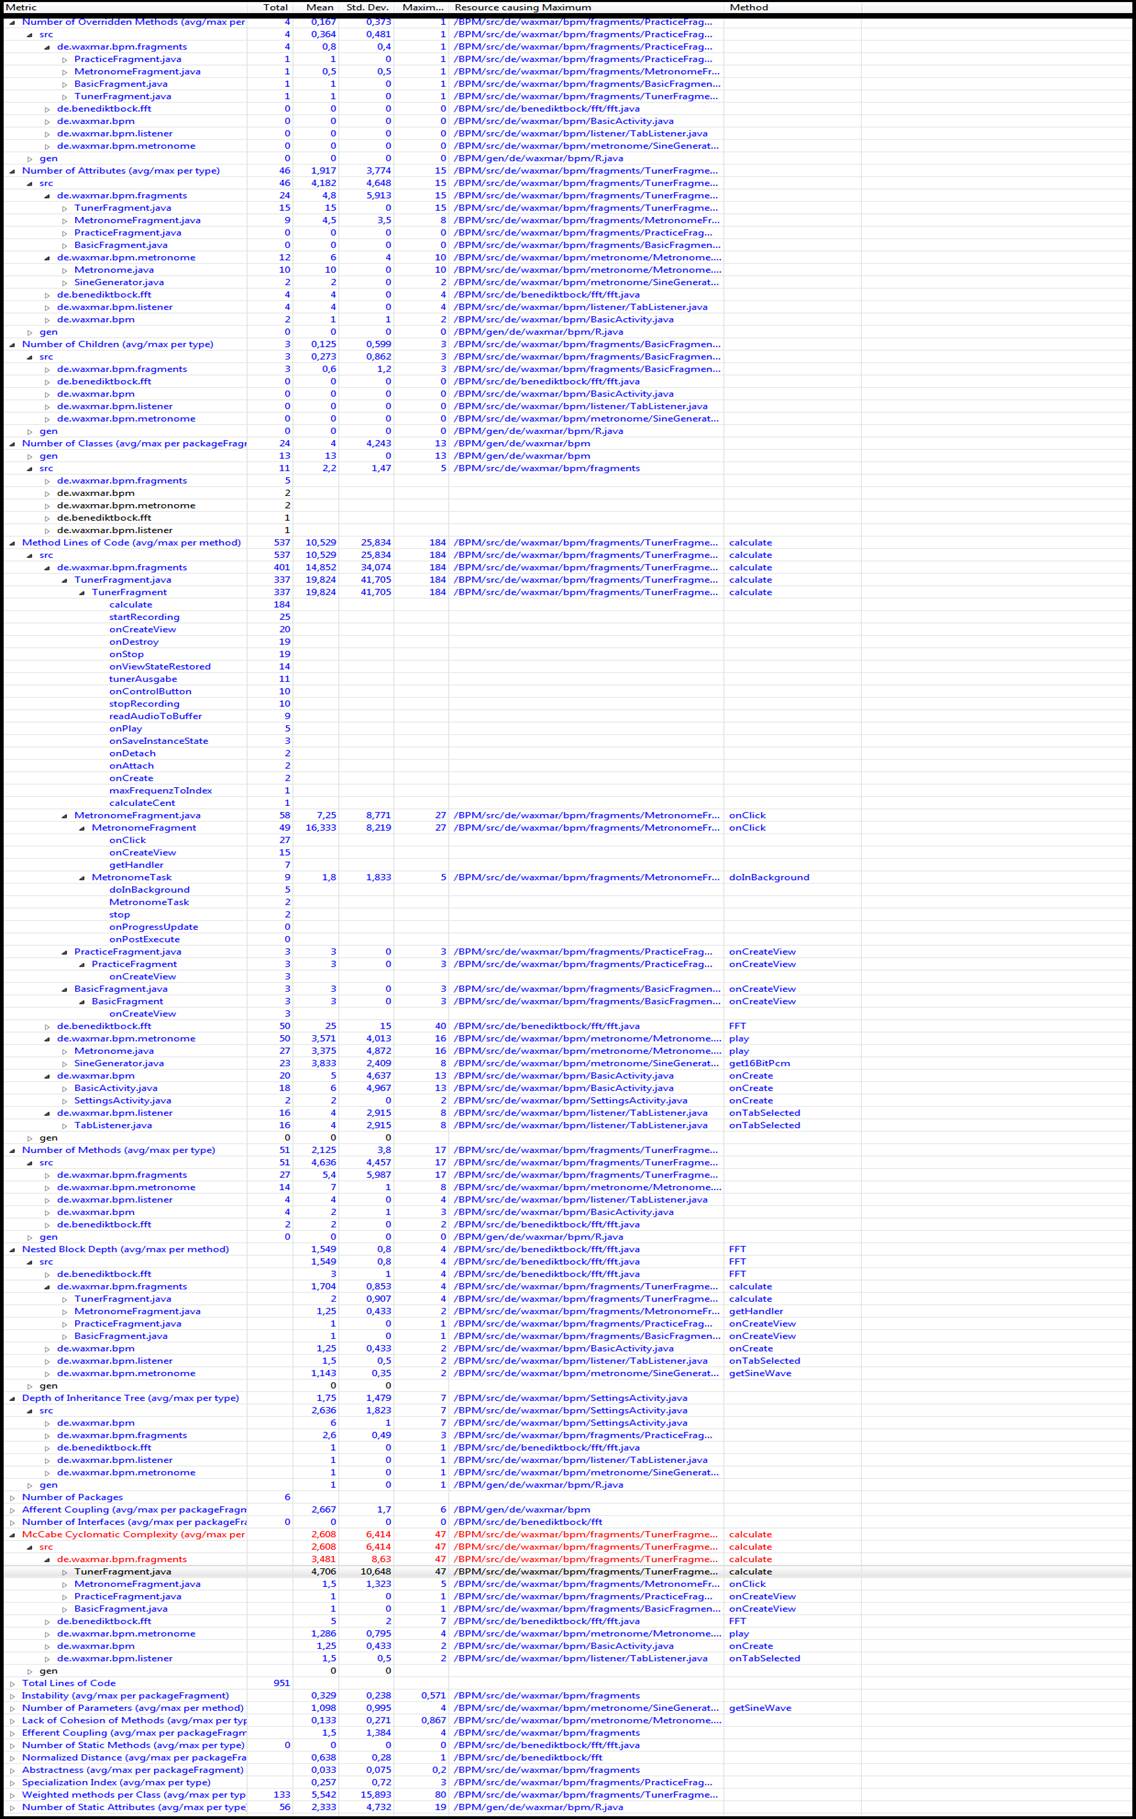 Metric Total Mean Std. Dev. Maxim... Resource causing Maximum Method
Number of Overridden Methods (avg/max per 4 0,167 0,373 1 /BPM/src/de/waxmar/bpm/fragments/PracticeFrag...
src 4 0,364 0,481 1 /BPM/src/de/waxmar/bpm/fragments/PracticeFrag...
de.waxmar.bpm.fragments 4 0,8 0,4 1 /BPM/src/de/waxmar/bpm/fragments/PracticeFrag...
PracticeFragment.java 1 1 0 1 /BPM/src/de/waxmar/bpm/fragments/PracticeFrag...
MetronomeFragment.java 1 0,5 0,5 1 /BPM/src/de/waxmar/bpm/fragments/MetronomeFr...
BasicFragment.java 1 1 0 1 /BPM/src/de/waxmar/bpm/fragments/BasicFragmen...
TunerFragment.java 1 1 0 1 /BPM/src/de/waxmar/bpm/fragments/TunerFragme...
de.benediktbock.fft 0 0 0 0 /BPM/src/de/benediktbock/fft/fft.java
de.waxmar.bpm 0 0 0 0 /BPM/src/de/waxmar/bpm/BasicActivity.java
de.waxmar.bpm.listener 0 0 0 0 /BPM/src/de/waxmar/bpm/listener/TabListener.java
de.waxmar.bpm.metronome 0 0 0 0 /BPM/src/de/waxmar/bpm/metronome/SineGenerat...
gen 0 0 0 0 /BPM/gen/de/waxmar/bpm/R.java
Number of Attributes (avg/max per type) 46 1,917 3,774 15 /BPM/src/de/waxmar/bpm/fragments/TunerFragme...
src 46 4,182 4,648 15 /BPM/src/de/waxmar/bpm/fragments/TunerFragme...
de.waxmar.bpm.fragments 24 4,8 5,913 15 /BPM/src/de/waxmar/bpm/fragments/TunerFragme...
TunerFragment.java 15 15 0 15 /BPM/src/de/waxmar/bpm/fragments/TunerFragme...
MetronomeFragment.java 9 4,5 3,5 8 /BPM/src/de/waxmar/bpm/fragments/MetronomeFr...
PracticeFragment.java 0 0 0 0 /BPM/src/de/waxmar/bpm/fragments/PracticeFrag...
BasicFragment.java 0 0 0 0 /BPM/src/de/waxmar/bpm/fragments/BasicFragmen...
de.waxmar.bpm.metronome 12 6 4 10 /BPM/src/de/waxmar/bpm/metronome/Metronome....
Metronome.java 10 10 0 10 /BPM/src/de/waxmar/bpm/metronome/Metronome....
SineGenerator.java 2 2 0 2 /BPM/src/de/waxmar/bpm/metronome/SineGenerat...
de.benediktbock.fft 4 4 0 4 /BPM/src/de/benediktbock/fft/fft.java
de.waxmar.bpm.listener 4 4 0 4 /BPM/src/de/waxmar/bpm/listener/TabListener.java
de.waxmar.bpm 2 1 1 2 /BPM/src/de/waxmar/bpm/BasicActivity.java
gen 0 0 0 0 /BPM/gen/de/waxmar/bpm/R.java
Number of Children (avg/max per type) 3 0,125 0,599 3 /BPM/src/de/waxmar/bpm/fragments/BasicFragmen...
src 3 0,273 0,862 3 /BPM/src/de/waxmar/bpm/fragments/BasicFragmen...
de.waxmar.bpm.fragments 3 0,6 1,2 3 /BPM/src/de/waxmar/bpm/fragments/BasicFragmen...
de.benediktbock.fft 0 0 0 0 /BPM/src/de/benediktbock/fft/fft.java
de.waxmar.bpm 0 0 0 0 /BPM/src/de/waxmar/bpm/BasicActivity.java
de.waxmar.bpm.listener 0 0 0 0 /BPM/src/de/waxmar/bpm/listener/TabListener.java
de.waxmar.bpm.metronome 0 0 0 0 /BPM/src/de/waxmar/bpm/metronome/SineGenerat...
gen 0 0 0 0 /BPM/gen/de/waxmar/bpm/R.java
Number of Classes (avg/max per packageFragr 24 4 4,243 13 /BPM/gen/de/waxmar/bpm
gen 13 13 0 13 /BPM/gen/de/waxmar/bpm
src 11 2,2 1,47 5 /BPM/src/de/waxmar/bpm/fragments
de.waxmar.bpm.fragments 5
de.waxmar.bpm 2
de.waxmar.bpm.metronome 2
de.benediktbock.fft 1
de.waxmar.bpm.listener 1
Method Lines of Code (avg/max per method) 537 10,529 25,834 184 /BPM/src/de/waxmar/bpm/fragments/TunerFragme... calculate
src 537 10,529 25,834 184 /BPM/src/de/waxmar/bpm/fragments/TunerFragme... calculate
de.waxmar.bpm.fragments 401 14,852 34,074 184 /BPM/src/de/waxmar/bpm/fragments/TunerFragme... calculate
TunerFragment.java 337 19,824 41,705 184 /BPM/src/de/waxmar/bpm/fragments/TunerFragme... calculate
TunerFragment 337 19,824 41,705 184 /BPM/src/de/waxmar/bpm/fragments/TunerFragme... calculate
calculate 184
startRecording 25
onCreateView 20
onDestroy 19
onStop 19
onViewStateRestored 14
tunerAusgabe 11
onControlButton 10
stopRecording 10
readAudioToBuffer 9
onPlay 5
onSaveInstanceState 3
onDetach 2
onAttach 2
onCreate 2
maxFrequenzToIndex 1
calculateCent 1
MetronomeFragment.java 58 7,25 8,771 27 /BPM/src/de/waxmar/bpm/fragments/MetronomeFr... onClick
MetronomeFragment 49 16,333 8,219 27 /BPM/src/de/waxmar/bpm/fragments/MetronomeFr... onClick
onClick 27
onCreateView 15
getHandler 7
MetronomeTask 9 1,8 1,833 5 /BPM/src/de/waxmar/bpm/fragments/MetronomeFr... doInBackground
doInBackground 5
MetronomeTask 2
stop 2
onProgressUpdate 0
onPostExecute 0
PracticeFragment.java 3 3 0 3 /BPM/src/de/waxmar/bpm/fragments/PracticeFrag... onCreateView
PracticeFragment 3 3 0 3 /BPM/src/de/waxmar/bpm/fragments/PracticeFrag... onCreateView
onCreateView 3
BasicFragment.java 3 3 0 3 /BPM/src/de/waxmar/bpm/fragments/BasicFragmen... onCreateView
BasicFragment 3 3 0 3 /BPM/src/de/waxmar/bpm/fragments/BasicFragmen... onCreateView
onCreateView 3
de.benediktbock.fft 50 25 15 40 /BPM/src/de/benediktbock/fft/fft.java FFT
de.waxmar.bpm.metronome 50 3,571 4,013 16 /BPM/src/de/waxmar/bpm/metronome/Metronome.... play
Metronome.java 27 3,375 4,872 16 /BPM/src/de/waxmar/bpm/metronome/Metronome.... play
SineGenerator.java 23 3,833 2,409 8 /BPM/src/de/waxmar/bpm/metronome/SineGenerat... get16BitPcm
de.waxmar.bpm 20 5 4,637 13 /BPM/src/de/waxmar/bpm/BasicActivity.java onCreate
BasicActivity.java 18 6 4,967 13 /BPM/src/de/waxmar/bpm/BasicActivity.java onCreate
SettingsActivity.java 2 2 0 2 /BPM/src/de/waxmar/bpm/SettingsActivity.java onCreate
de.waxmar.bpm.listener 16 4 2,915 8 /BPM/src/de/waxmar/bpm/listener/TabListener.java onTabSelected
TabListener.java 16 4 2,915 8 /BPM/src/de/waxmar/bpm/listener/TabListener.java onTabSelected
gen 0 0 0
Number of Methods (avg/max per type) 51 2,125 3,8 17 /BPM/src/de/waxmar/bpm/fragments/TunerFragme...
src 51 4,636 4,457 17 /BPM/src/de/waxmar/bpm/fragments/TunerFragme...
de.waxmar.bpm.fragments 27 5,4 5,987 17 /BPM/src/de/waxmar/bpm/fragments/TunerFragme...
de.waxmar.bpm.metronome 14 7 1 8 /BPM/src/de/waxmar/bpm/metronome/Metronome....
de.waxmar.bpm.listener 4 4 0 4 /BPM/src/de/waxmar/bpm/listener/TabListener.java
de.waxmar.bpm 4 2 1 3 /BPM/src/de/waxmar/bpm/BasicActivity.java
de.benediktbock.fft 2 2 0 2 /BPM/src/de/benediktbock/fft/fft.java
gen 0 0 0 0 /BPM/gen/de/waxmar/bpm/R.java
Nested Block Depth (avg/max per method) 1,549 0,8 4 /BPM/src/de/benediktbock/fft/fft.java FFT
src 1,549 0,8 4 /BPM/src/de/benediktbock/fft/fft.java FFT
de.benediktbock.fft 3 1 4 /BPM/src/de/benediktbock/fft/fft.java FFT
de.waxmar.bpm.fragments 1,704 0,853 4 /BPM/src/de/waxmar/bpm/fragments/TunerFragme... calculate
TunerFragment.java 2 0,907 4 /BPM/src/de/waxmar/bpm/fragments/TunerFragme... calculate
MetronomeFragment.java 1,25 0,433 2 /BPM/src/de/waxmar/bpm/fragments/MetronomeFr... getHandler
PracticeFragment.java 1 0 1 /BPM/src/de/waxmar/bpm/fragments/PracticeFrag... onCreateView
BasicFragment.java 1 0 1 /BPM/src/de/waxmar/bpm/fragments/BasicFragmen... onCreateView
de.waxmar.bpm 1,25 0,433 2 /BPM/src/de/waxmar/bpm/BasicActivity.java onCreate
de.waxmar.bpm.listener 1,5 0,5 2 /BPM/src/de/waxmar/bpm/listener/TabListener.java onTabSelected
de.waxmar.bpm.metronome 1,143 0,35 2 /BPM/src/de/waxmar/bpm/metronome/SineGenerat... getSineWave
gen 0 0
Depth of Inheritance Tree (avg/max per type) 1,75 1,479 7 /BPM/src/de/waxmar/bpm/SettingsActivity.java
src 2,636 1,823 7 /BPM/src/de/waxmar/bpm/SettingsActivity.java
de.waxmar.bpm 6 1 7 /BPM/src/de/waxmar/bpm/SettingsActivity.java
de.waxmar.bpm.fragments 2,6 0,49 3 /BPM/src/de/waxmar/bpm/fragments/PracticeFrag...
de.benediktbock.fft 1 0 1 /BPM/src/de/benediktbock/fft/fft.java
de.waxmar.bpm.listener 1 0 1 /BPM/src/de/waxmar/bpm/listener/TabListener.java
de.waxmar.bpm.metronome 1 0 1 /BPM/src/de/waxmar/bpm/metronome/SineGenerat...
gen 1 0 1 /BPM/gen/de/waxmar/bpm/R.java
Number of Packages 6
Afferent Coupling (avg/max per packageFragm 2,667 1,7 6 /BPM/gen/de/waxmar/bpm
Number of Interfaces (avg/max per packageFra 0 0 0 0 /BPM/src/de/benediktbock/fft
McCabe Cyclomatic Complexity (avg/max per 2,608 6,414 47 /BPM/src/de/waxmar/bpm/fragments/TunerFragme... calculate
src 2,608 6,414 47 /BPM/src/de/waxmar/bpm/fragments/TunerFragme... calculate
de.waxmar.bpm.fragments 3,481 8,63 47 /BPM/src/de/waxmar/bpm/fragments/TunerFragme... calculate
TunerFragment.java 4,706 10,648 47 /BPM/src/de/waxmar/bpm/fragments/TunerFragme... calculate
MetronomeFragment.java 1,5 1,323 5 /BPM/src/de/waxmar/bpm/fragments/MetronomeFr... onClick
PracticeFragment.java 1 0 1 /BPM/src/de/waxmar/bpm/fragments/PracticeFrag... onCreateView
BasicFragment.java 1 0 1 /BPM/src/de/waxmar/bpm/fragments/BasicFragmen... onCreateView
de.benediktbock.fft 5 2 7 /BPM/src/de/benediktbock/fft/fft.java FFT
de.waxmar.bpm.metronome 1,286 0,795 4 /BPM/src/de/waxmar/bpm/metronome/Metronome.... play
de.waxmar.bpm 1,25 0,433 2 /BPM/src/de/waxmar/bpm/BasicActivity.java onCreate
de.waxmar.bpm.listener 1,5 0,5 2 /BPM/src/de/waxmar/bpm/listener/TabListener.java onTabSelected
gen 0 0
Total Lines of Code 951
Instability (avg/max per packageFragment) 0,329 0,238 0,571 /BPM/src/de/waxmar/bpm/fragments
Number of Parameters (avg/max per method) 1,098 0,995 4 /BPM/src/de/waxmar/bpm/metronome/SineGenerat... getSineWave
Lack of Cohesion of Methods (avg/max per typ 0,133 0,271 0,867 /BPM/src/de/waxmar/bpm/metronome/Metronome....
Efferent Coupling (avg/max per packageFragm 1,5 1,384 4 /BPM/src/de/waxmar/bpm/fragments
Number of Static Methods (avg/max per type) 0 0 0 0 /BPM/src/de/benediktbock/fft/fft.java
Normalized Distance (avg/max per packageFra 0,638 0,28 1 /BPM/src/de/benediktbock/fft
Abstractness (avg/max per packageFragment) 0,033 0,075 0,2 /BPM/src/de/waxmar/bpm/fragments
Specialization Index (avg/max per type) 0,257 0,72 3 /BPM/src/de/waxmar/bpm/fragments/PracticeFrag...
Weighted methods per Class (avg/max per typ 133 5,542 15,893 80 /BPM/src/de/waxmar/bpm/fragments/TunerFragme...
Number of Static Attributes (avg/max per type 56 2,333 4,732 19 /BPM/gen/de/waxmar/bpm/R.java